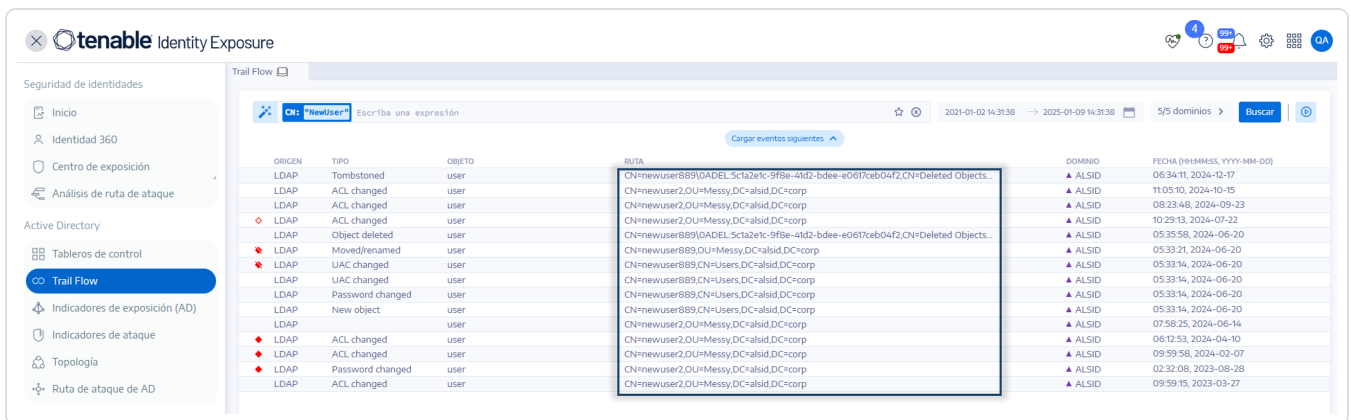 tenable Identity Exposure
4
99+
99+
QA
Seguridad de identidades
Inicio
Identidad 360
Centro de exposición
Análisis de ruta de ataque
Active Directory
Tableros de control
Trail Flow
Indicadores de exposición (AD)
Indicadores de ataque
Topología
Ruta de ataque de AD
Trail Flow
CN: "NewUser" Escriba una expresión 2021-01-02 14:31:38 → 2025-01-09 14:31:38 5/5 dominios > Buscar
Cargar eventos siguientes
ORIGEN TIPO OBJETO RUTA DOMINIO FECHA (HH:MM:SS, YYYY-MM-DD)
LDAP Tombstoned user CN=newuser889\0ADEL:5c1a2e1c-9f8e-41d2-bdee-e0617ceb04f2,CN=Deleted Objects... ALSID 06:34:11, 2024-12-17
LDAP ACL changed user CN=newuser2,OU=Messy,DC=alsid,DC=corp ALSID 11:05:10, 2024-10-15
LDAP ACL changed user CN=newuser2,OU=Messy,DC=alsid,DC=corp ALSID 08:23:48, 2024-09-23
LDAP ACL changed user CN=newuser2,OU=Messy,DC=alsid,DC=corp ALSID 10:29:13, 2024-07-22
LDAP Object deleted user CN=newuser889\0ADEL:5c1a2e1c-9f8e-41d2-bdee-e0617ceb04f2,CN=Deleted Objects... ALSID 05:35:58, 2024-06-20
LDAP Moved/renamed user CN=newuser889,OU=Messy,DC=alsid,DC=corp ALSID 05:33:21, 2024-06-20
LDAP UAC changed user CN=newuser889,CN=Users,DC=alsid,DC=corp ALSID 05:33:14, 2024-06-20
LDAP UAC changed user CN=newuser889,CN=Users,DC=alsid,DC=corp ALSID 05:33:14, 2024-06-20
LDAP Password changed user CN=newuser889,CN=Users,DC=alsid,DC=corp ALSID 05:33:14, 2024-06-20
LDAP New object user CN=newuser889,CN=Users,DC=alsid,DC=corp ALSID 05:33:14, 2024-06-20
LDAP user CN=newuser2,OU=Messy,DC=alsid,DC=corp ALSID 07:58:25, 2024-06-14
LDAP ACL changed user CN=newuser2,OU=Messy,DC=alsid,DC=corp ALSID 06:12:53, 2024-04-10
LDAP ACL changed user CN=newuser2,OU=Messy,DC=alsid,DC=corp ALSID 09:59:58, 2024-02-07
LDAP Password changed user CN=newuser2,OU=Messy,DC=alsid,DC=corp ALSID 02:32:08, 2023-08-28
LDAP ACL changed user CN=newuser2,OU=Messy,DC=alsid,DC=corp ALSID 09:59:15, 2023-03-27